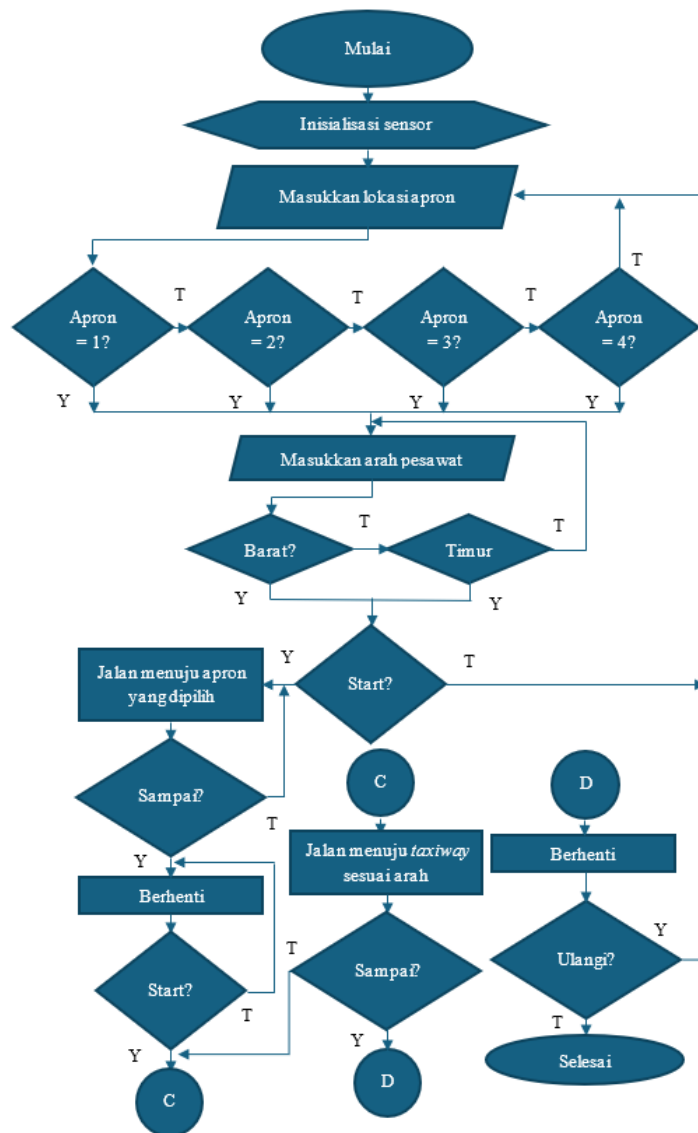 Mulai
Inisialisasi sensor
Masukkan lokasi apron
T
Apron
= 1?
T
Apron
= 2?
T
Apron
= 3?
T
Apron
= 4?
Y
Y
Y
Y
Masukkan arah pesawat
T
T
Barat?
Timur
Y
Y
Jalan menuju apron
yang dipilih
Y
Start?
T
Sampai?
T
Y
Berhenti
Start?
T
Y
C
C
Jalan menuju taxiway
sesuai arah
T
Sampai?
Y
D
D
Berhenti
Y
Ulangi?
T
Selesai